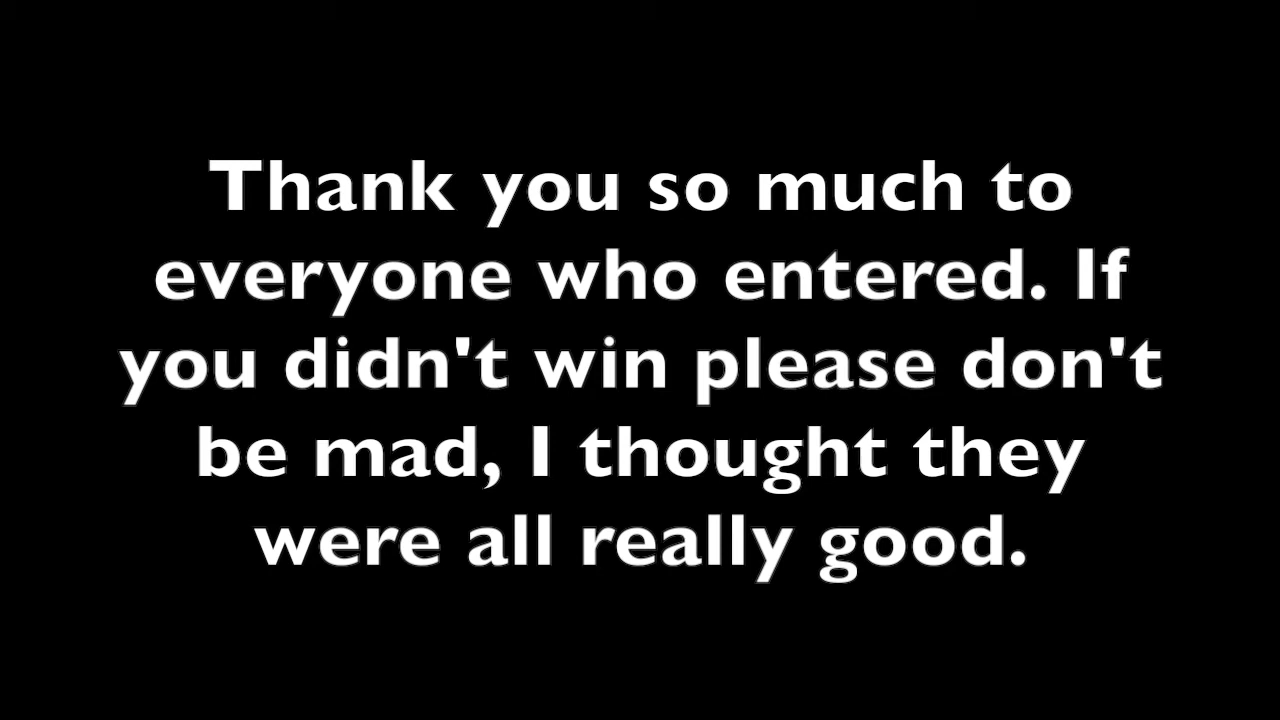 Thank you so much to
everyone who entered. If
you didn't win please don't
be mad, I thought they
were all really good.